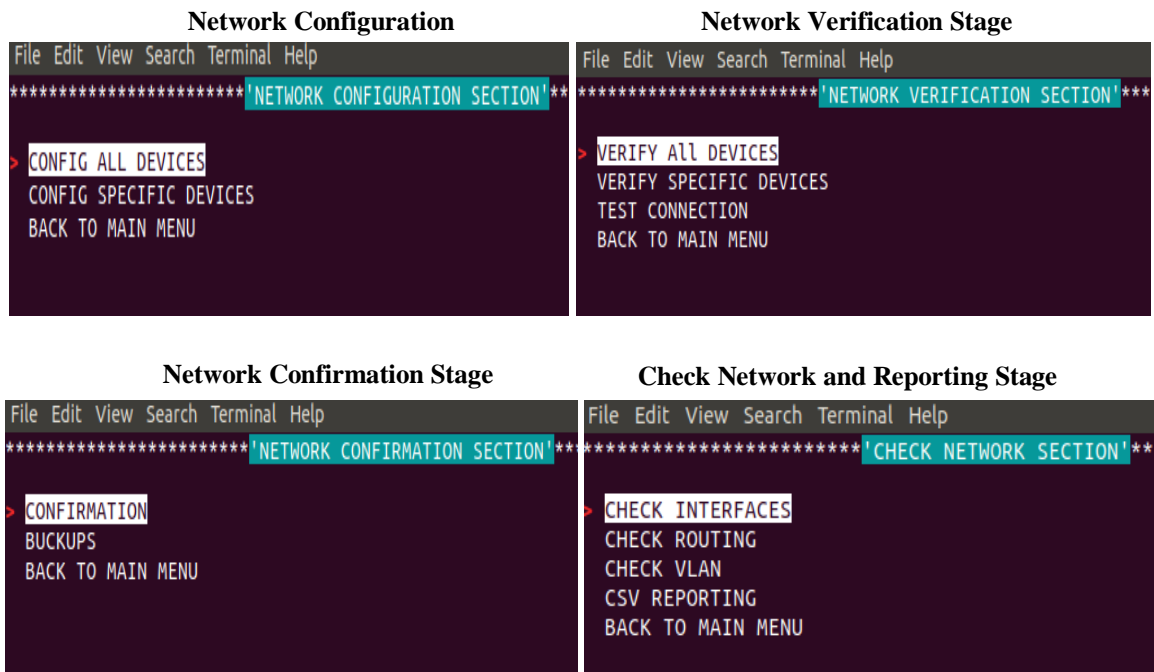 Network Configuration
File Edit View Search Terminal Help
************************'NETWORK CONFIGURATION SECTION'**
> CONFIG ALL DEVICES
CONFIG SPECIFIC DEVICES
BACK TO MAIN MENU
Network Verification Stage
File Edit View Search Terminal Help
************************'NETWORK VERIFICATION SECTION'***
> VERIFY All DEVICES
VERIFY SPECIFIC DEVICES
TEST CONNECTION
BACK TO MAIN MENU
Network Confirmation Stage
File Edit View Search Terminal Help
************************'NETWORK CONFIRMATION SECTION'***
> CONFIRMATION
BUCKUPS
BACK TO MAIN MENU
Check Network and Reporting Stage
File Edit View Search Terminal Help
************************'CHECK NETWORK SECTION'**
> CHECK INTERFACES
CHECK ROUTING
CHECK VLAN
CSV REPORTING
BACK TO MAIN MENU